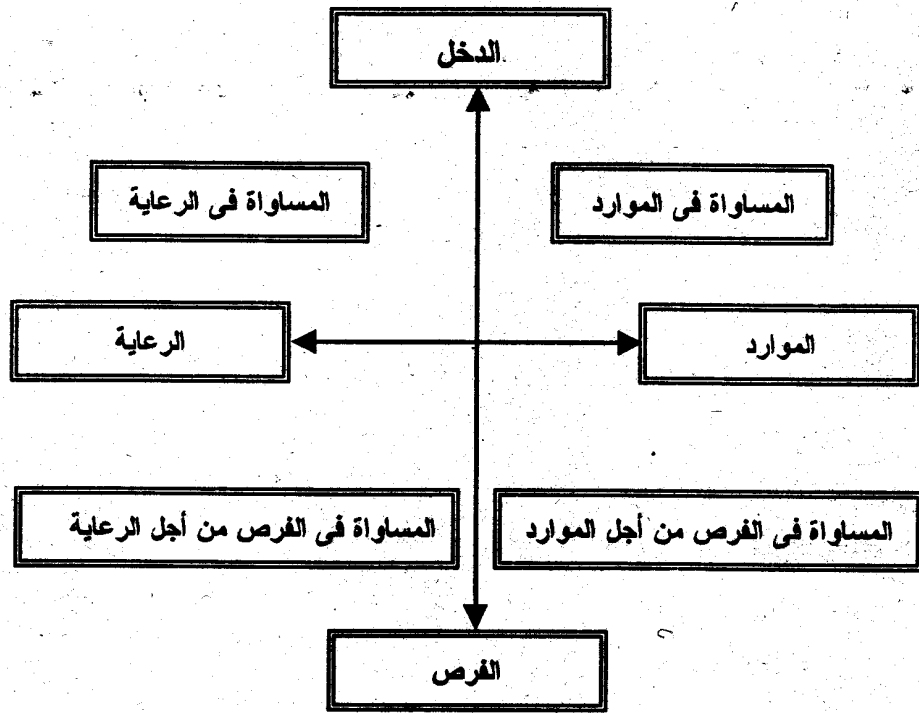 الدخل
المساواة فى الموارد
المساواة فى الرعاية
الموارد
الرعاية
المساواة فى الفرص من أجل الموارد
المساواة فى الفرص من أجل الرعاية
الفرص